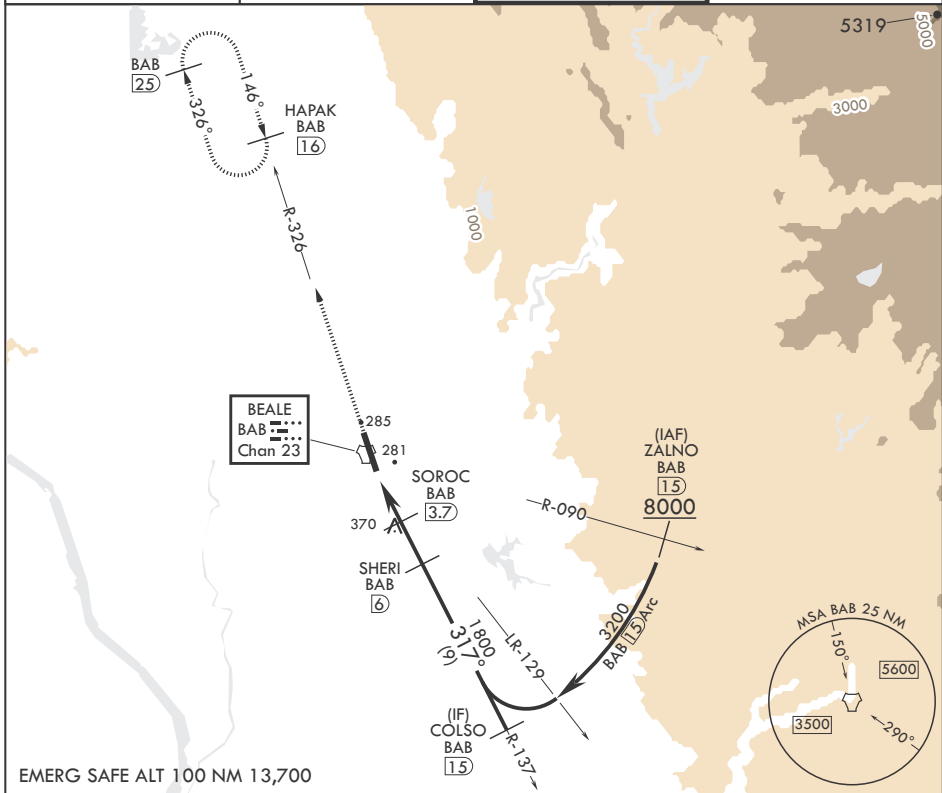 5319
5000
3000
1000
BAB
25
146°
326°
HAPAK
BAB
16
R-326
BEALE
BAB
Chan 23
285
281
SOROC
BAB
3.7
370
SHERI
BAB
6
(IAF)
ZALNO
BAB
15
8000
R-090
3200
BAB 15 Arc
LR-129
1800
317°
(9)
(IF)
COLSO
BAB
15
R-137
MSA BAB 25 NM
150°
5600
3500
290°
EMERG SAFE ALT 100 NM 13,700